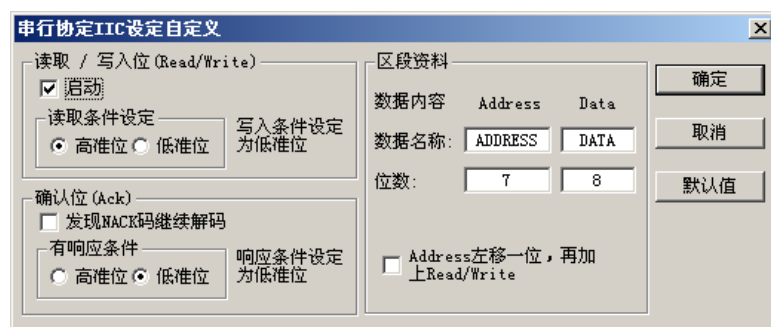 串行协定IIC设定自定义
读取 / 写入位(Read/Write)
启动
读取条件设定
高准位 低准位
写入条件设定
为低准位
确认位(Ack)
发现NACK码继续解码
有响应条件
高准位 低准位
响应条件设定
为低准位
区段资料
数据内容 Address Data
数据名称: ADDRESS DATA
位数: 7 8
Address左移一位，再加
上Read/Write
确定
取消
默认值